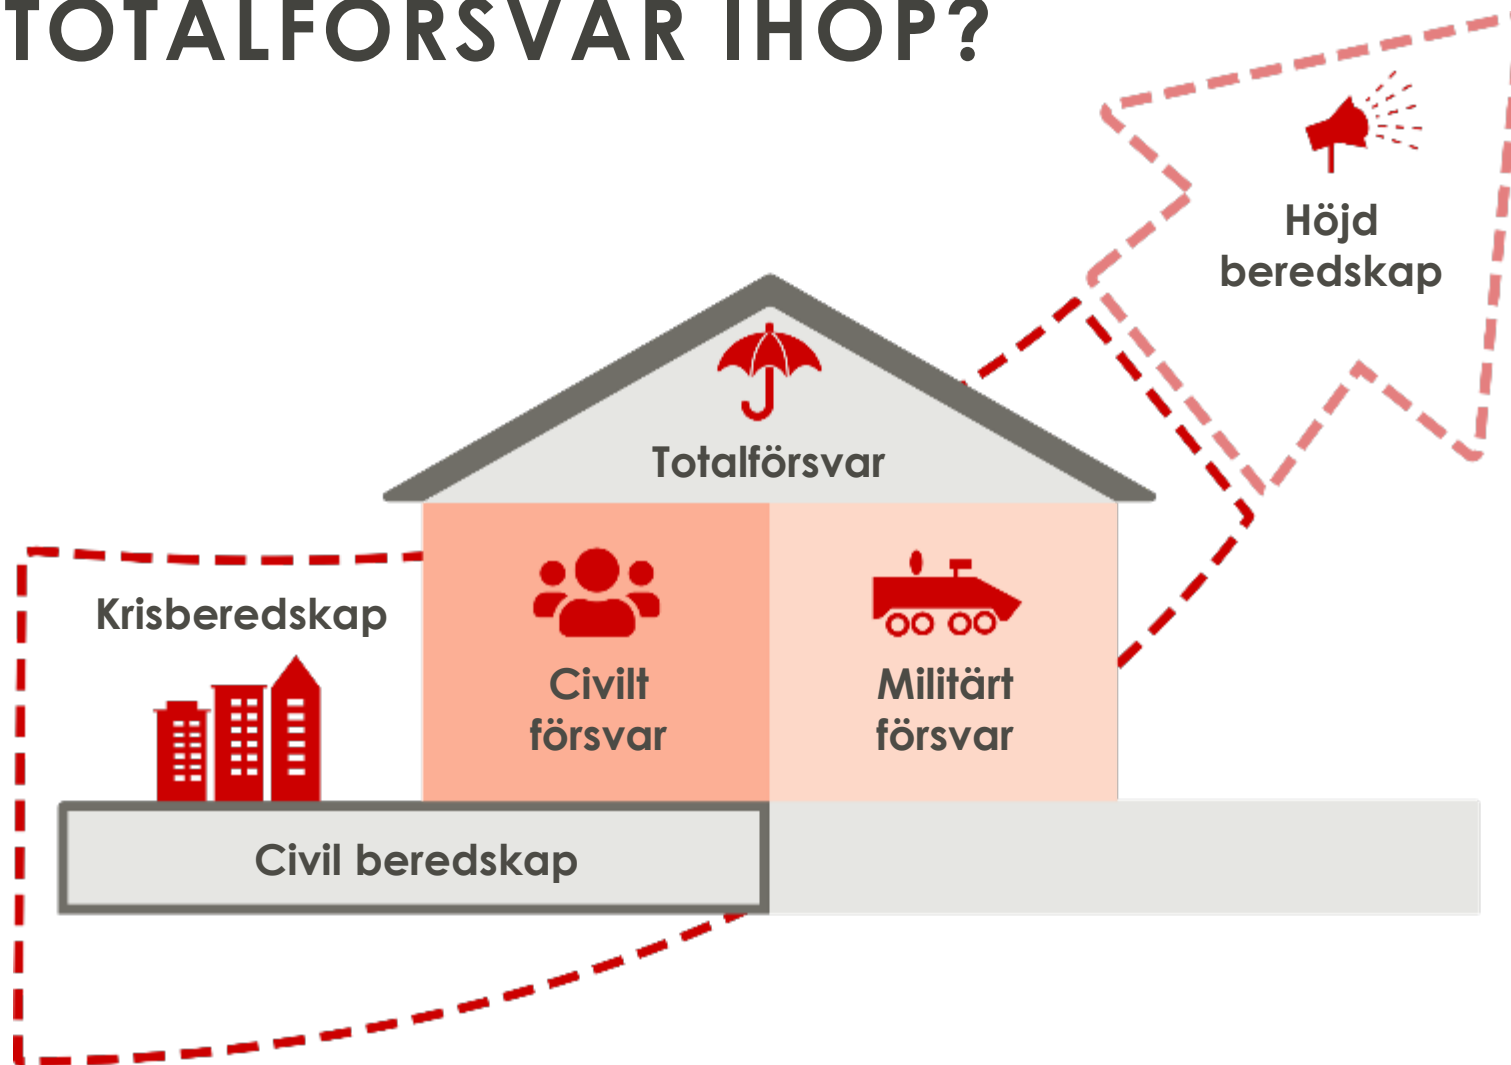 TOTALFÖRSVAR IHOP?
Höjd
beredskap
Totalförsvar
Krisberedskap
Civilt
försvar
Militärt
försvar
Civil beredskap